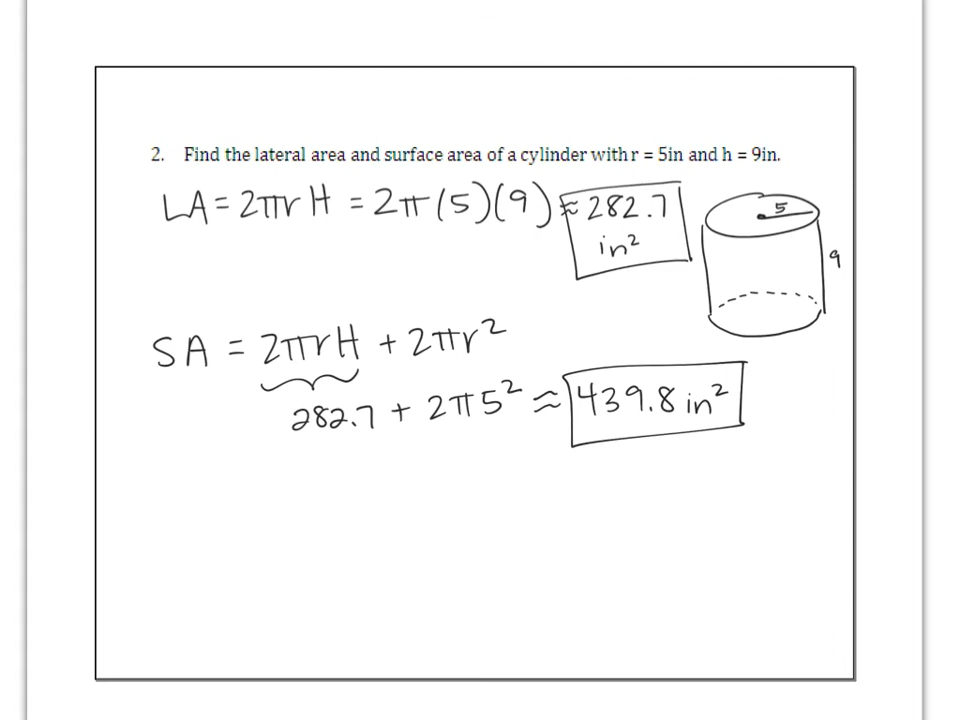 2. Find the lateral area and surface area of a cylinder with r = 5in and h = 9in.
LA = 2πrH = 2π(5)(9) ≈ 282.7
in²
5
9
SA = 2πrH + 2πr²
282.7 + 2π5² ≈ 439.8 in²